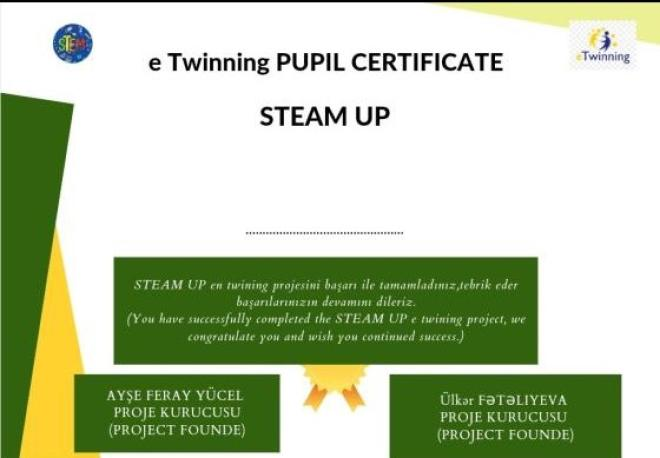 STEM
eTwinning
e Twinning PUPIL CERTIFICATE
STEAM UP
................................................
STEAM UP en twining projesini başarı ile tamamladınız,tebrik eder
başarılarınızın devamını dileriz.
(You have successfully completed the STEAM UP e twining project, we
congratulate you and wish you continued success.)
AYŞE FERAY YÜCEL
PROJE KURUCUSU
(PROJECT FOUNDE)
Ülkər FƏTƏLIYEVA
PROJE KURUCUSU
(PROJECT FOUNDE)